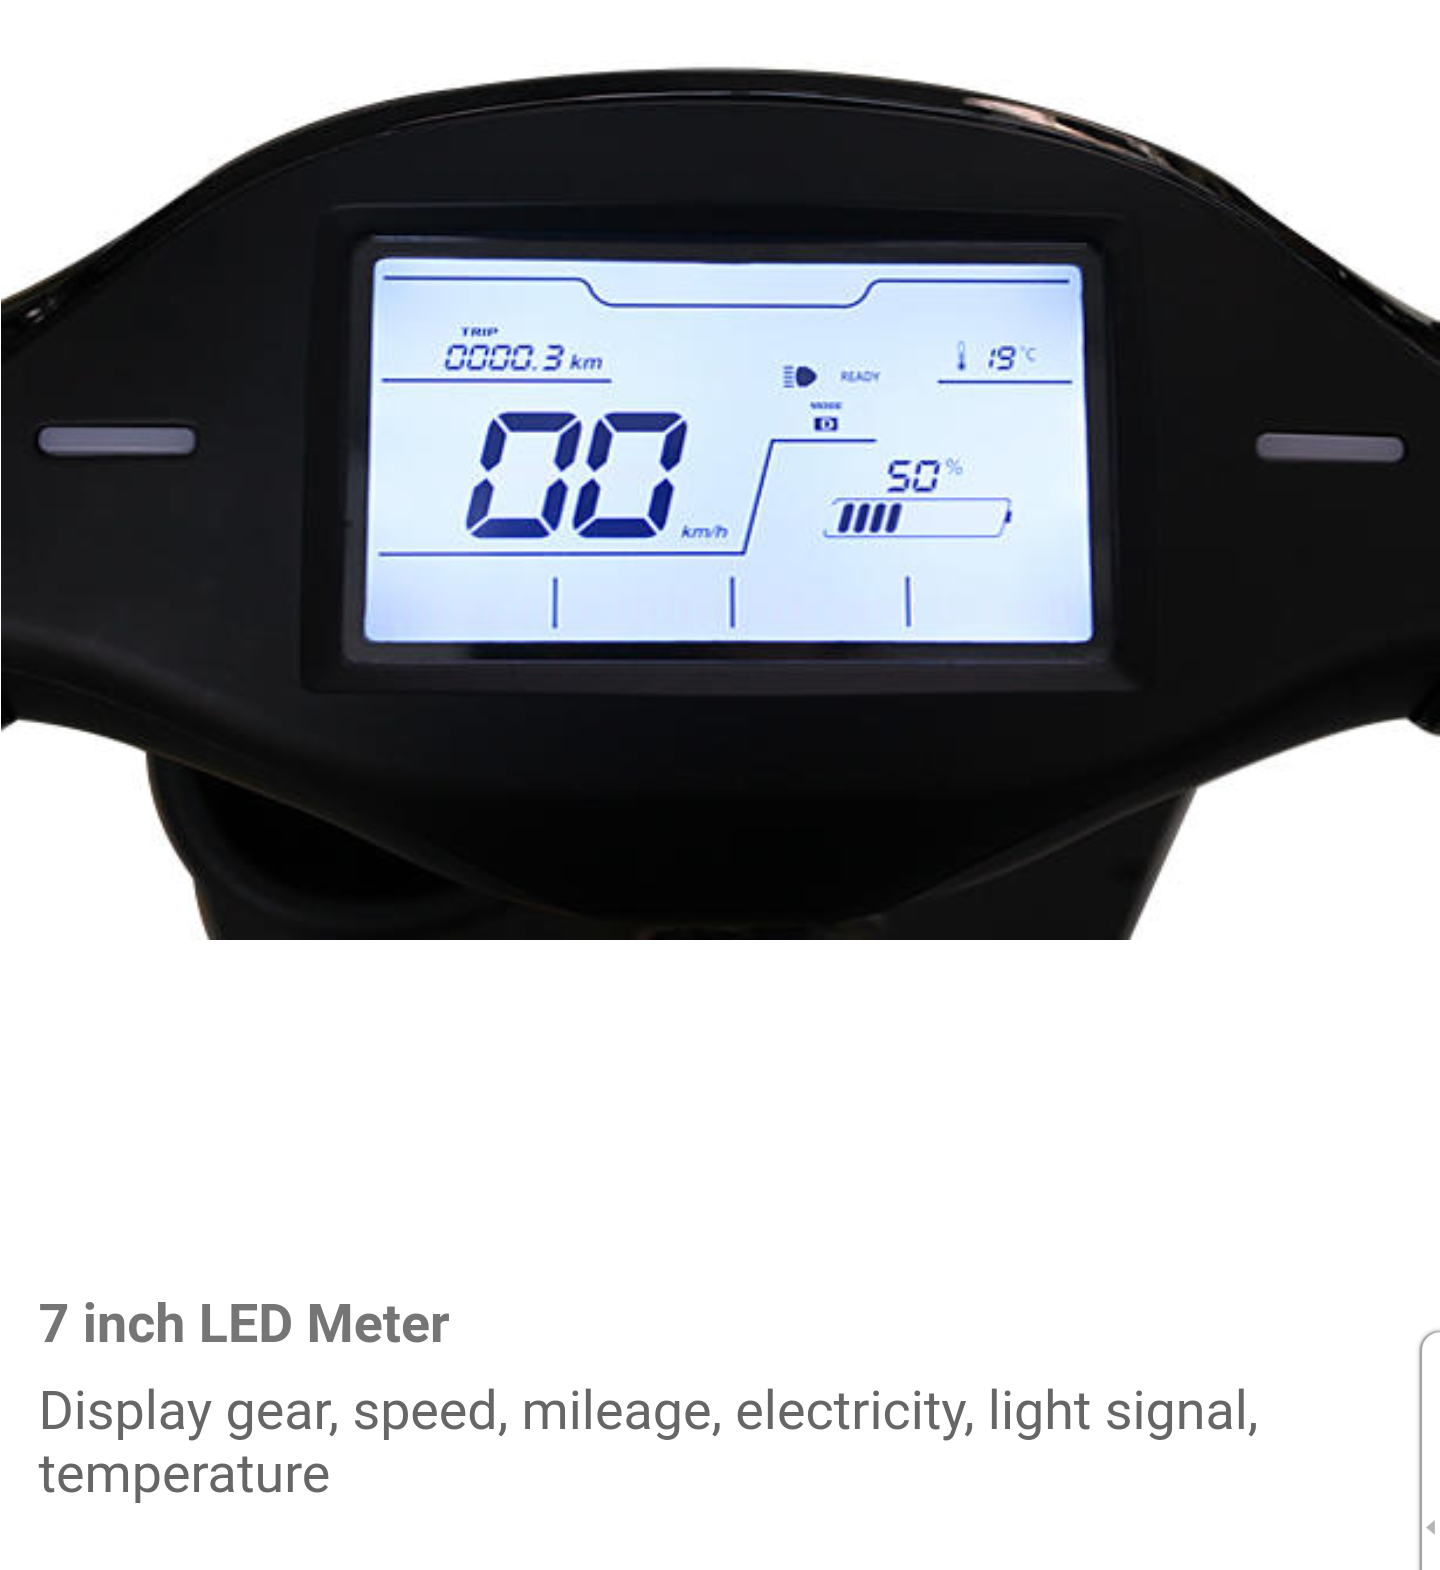 TRIP
0000.3 km
19 °C
READY
MODE
D
50 %
00 km/h
7 inch LED Meter
Display gear, speed, mileage, electricity, light signal,
temperature